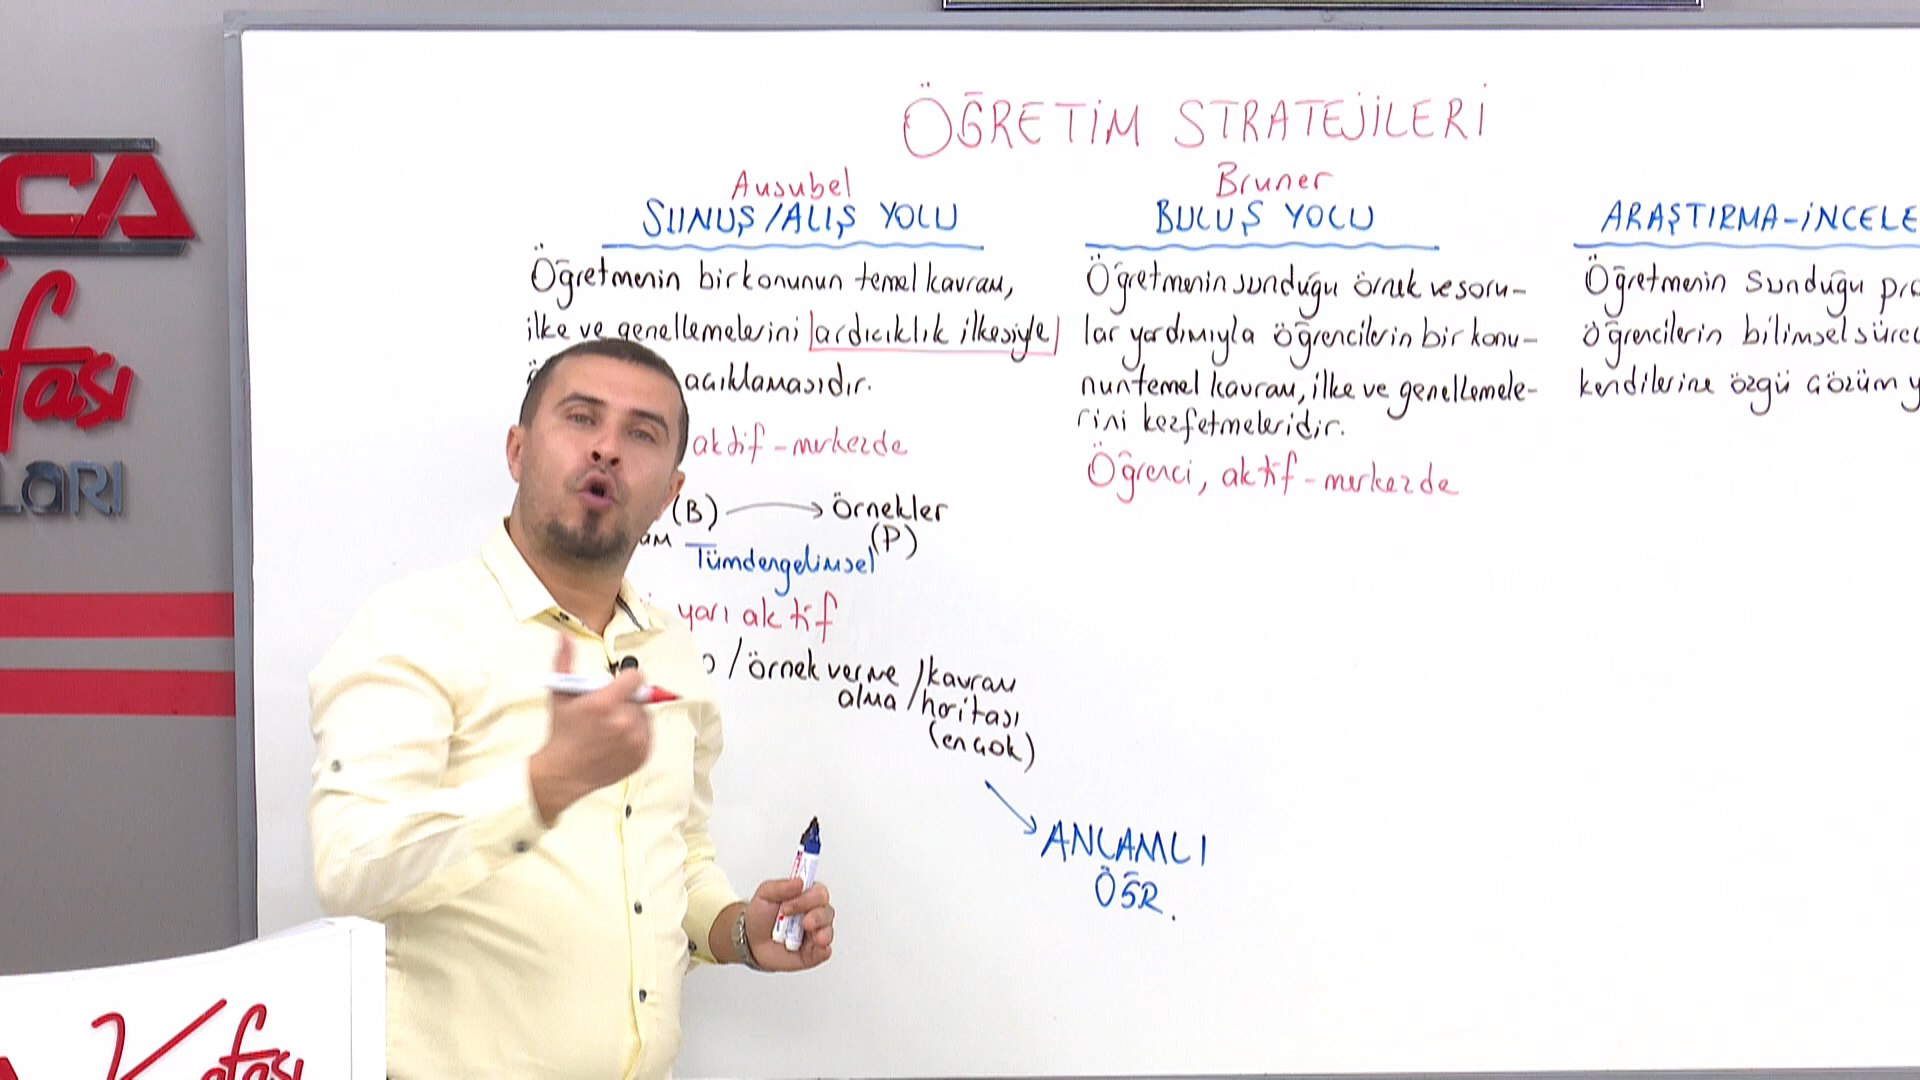 ÖĞRETİM STRATEJİLERİ
Ausubel
SUNUŞ/ALIŞ YOLU
Öğretmenin bir konunun temel kavram,
ilke ve genellemelerini ardıcıklık ilkesiyle
açıklamasıdır.
aktif-merkezde
(B) Örnekler
(P)
Tümdengelimsel
yarı aktif
/örnek verme /kavram
alma /haritası
(en çok)
ANLAMLI
ÖĞR.
Bruner
BULUŞ YOLU
Öğretmenin sunduğu örnek ve soru-
lar yardımıyla öğrencilerin bir konu-
nun temel kavram, ilke ve genellemele-
rini keşfetmeleridir.
Öğrenci, aktif-merkezde
ARAŞTIRMA-İNCELE
Öğretmenin sunduğu
öğrencilerin bilimsel
kendilerine özgü çözüm
CA
LARI
Kafası